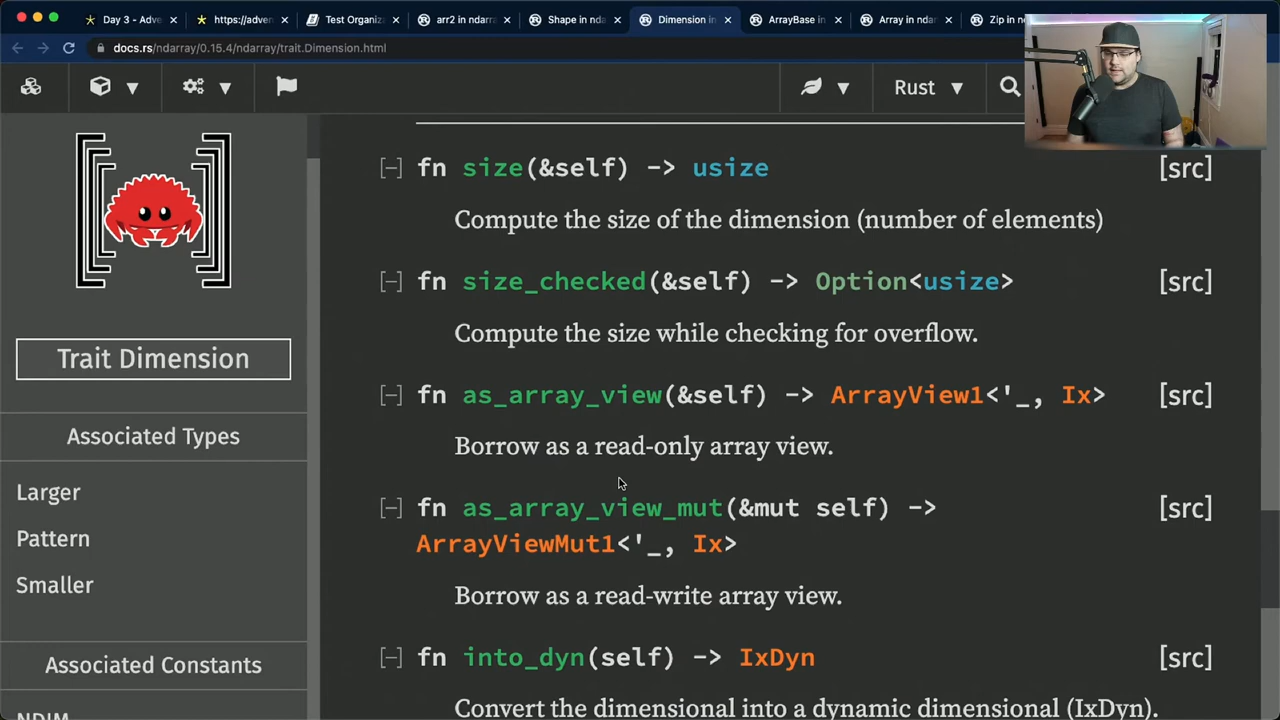 Day 3 - Adve
https://adven
Test Organiza
arr2 in ndarra
Shape in nda
Dimension in
ArrayBase in
Array in ndarr
Zip in n
docs.rs/ndarray/0.15.4/ndarray/trait.Dimension.html
Rust
Trait Dimension
Associated Types
Larger
Pattern
Smaller
Associated Constants
NDIM
[-] fn size(&self) -> usize [src]
Compute the size of the dimension (number of elements)
[-] fn size_checked(&self) -> Option<usize> [src]
Compute the size while checking for overflow.
[-] fn as_array_view(&self) -> ArrayView1<'_, Ix> [src]
Borrow as a read-only array view.
[-] fn as_array_view_mut(&mut self) -> [src]
ArrayViewMut1<'_, Ix>
Borrow as a read-write array view.
[-] fn into_dyn(self) -> IxDyn [src]
Convert the dimensional into a dynamic dimensional (IxDyn).